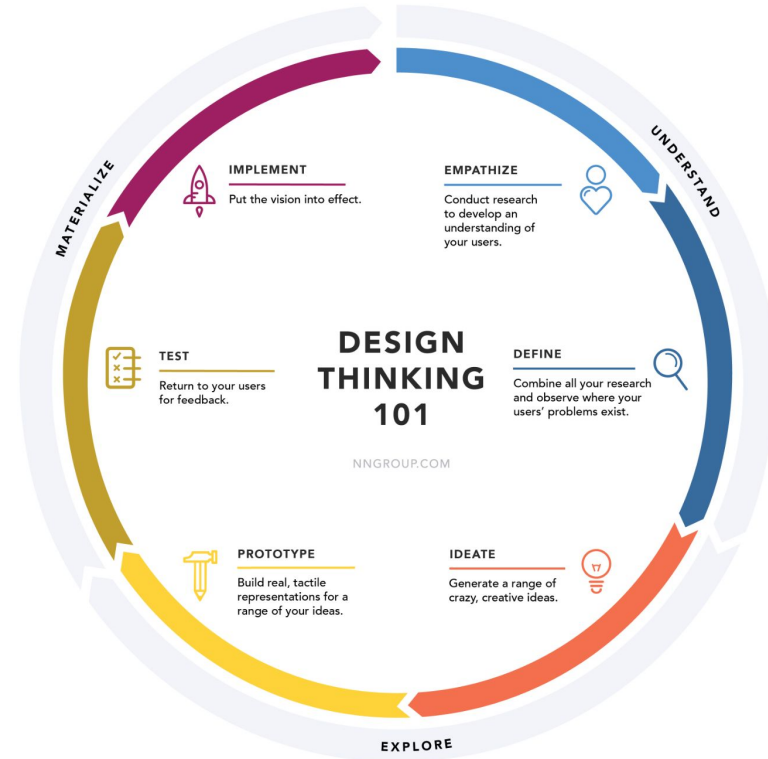 DESIGN
THINKING
101
NNGROUP.COM
UNDERSTAND
EMPATHIZE
Conduct research
to develop an
understanding of
your users.
DEFINE
Combine all your research
and observe where your
users’ problems exist.
EXPLORE
IDEATE
Generate a range of
crazy, creative ideas.
PROTOTYPE
Build real, tactile
representations for a
range of your ideas.
MATERIALIZE
TEST
Return to your users
for feedback.
IMPLEMENT
Put the vision into effect.